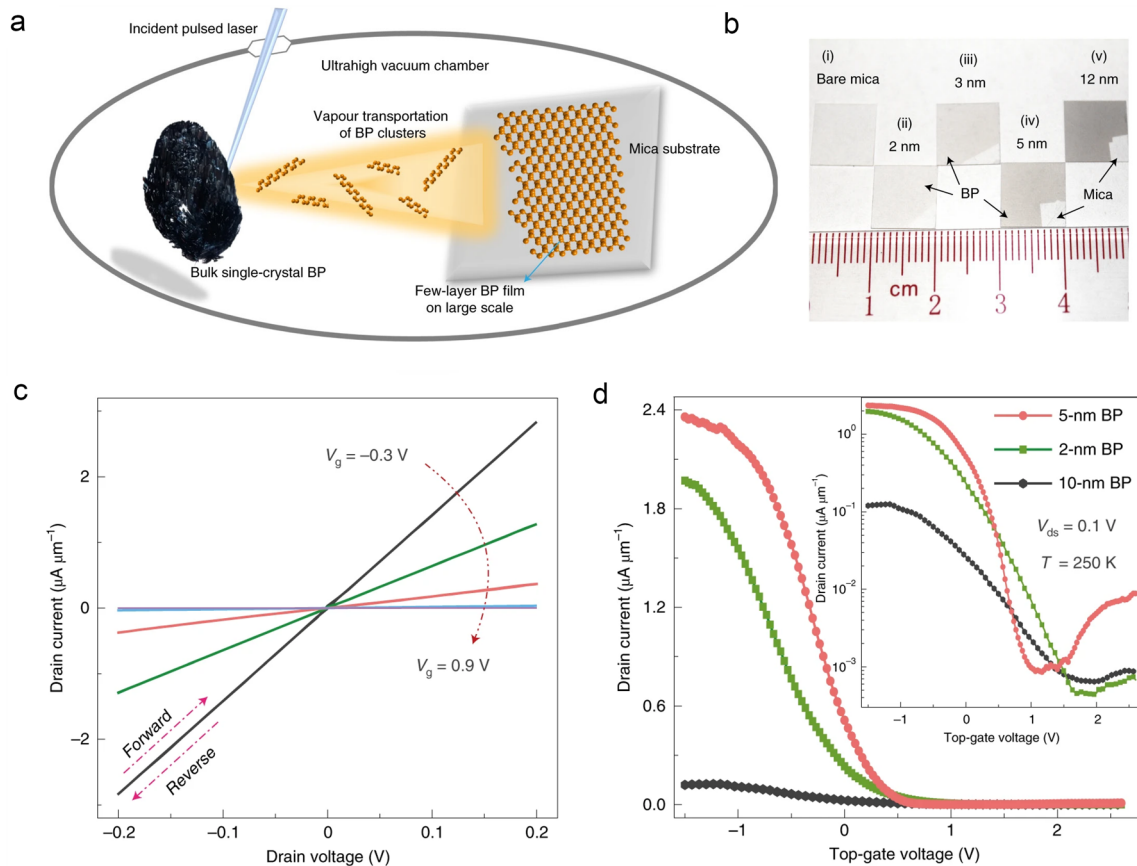 a
Incident pulsed laser
Ultrahigh vacuum chamber
Vapour transportation
of BP clusters
Mica substrate
Bulk single-crystal BP
Few-layer BP film
on large scale
b
(i)
Bare mica
(ii)
2 nm
(iii)
3 nm
(iv)
5 nm
(v)
12 nm
BP
Mica
cm
1 2 3 4
c
Drain current (µA µm⁻¹)
2
0
−2
Vg = −0.3 V
Vg = 0.9 V
Forward
Reverse
−0.2 −0.1 0 0.1 0.2
Drain voltage (V)
d
Drain current (µA µm⁻¹)
2.4
1.8
1.2
0.6
0.0
−1 0 1 2
Top-gate voltage (V)
Drain current (µA µm⁻¹)
10⁰
10⁻¹
10⁻²
10⁻³
5-nm BP
2-nm BP
10-nm BP
Vds = 0.1 V
T = 250 K
−1 0 1 2
Top-gate voltage (V)